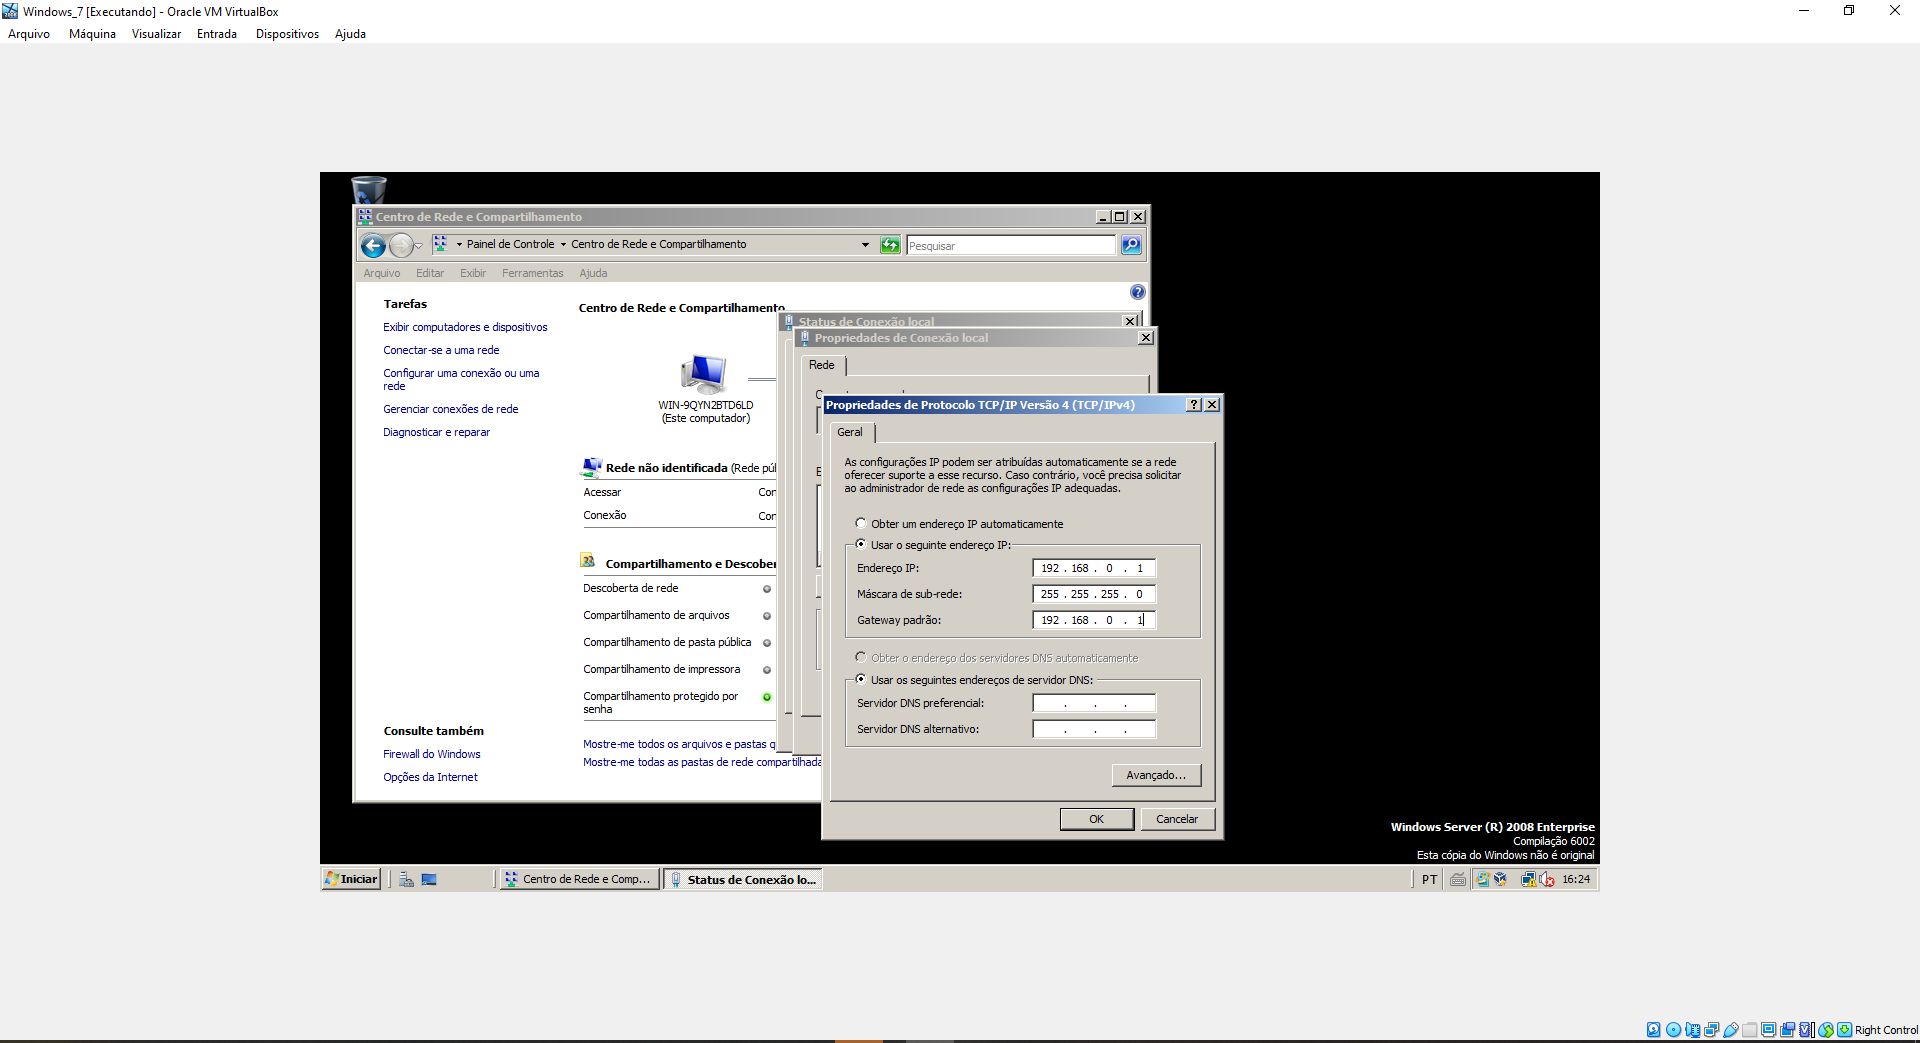 Windows_7 [Executando] - Oracle VM VirtualBox
Arquivo Máquina Visualizar Entrada Dispositivos Ajuda
Centro de Rede e Compartilhamento
Painel de Controle Centro de Rede e Compartilhamento
Pesquisar
Arquivo Editar Exibir Ferramentas Ajuda
Tarefas
Exibir computadores e dispositivos
Conectar-se a uma rede
Configurar uma conexão ou uma
rede
Gerenciar conexões de rede
Diagnosticar e reparar
Consulte também
Firewall do Windows
Opções da Internet
Centro de Rede e Compartilhamento
WIN-9QYN2BTD6LD
(Este computador)
Rede não identificada (Rede púl
Acessar Con
Conexão Con
Compartilhamento e Descober
Descoberta de rede
Compartilhamento de arquivos
Compartilhamento de pasta pública
Compartilhamento de impressora
Compartilhamento protegido por
senha
Mostre-me todos os arquivos e pastas q
Mostre-me todas as pastas de rede compartilhada
Status de Conexão local
Propriedades de Conexão local
Rede
Propriedades de Protocolo TCP/IP Versão 4 (TCP/IPv4)
Geral
As configurações IP podem ser atribuídas automaticamente se a rede
oferecer suporte a esse recurso. Caso contrário, você precisa solicitar
ao administrador de rede as configurações IP adequadas.
Obter um endereço IP automaticamente
Usar o seguinte endereço IP:
Endereço IP: 192 . 168 . 0 . 1
Máscara de sub-rede: 255 . 255 . 255 . 0
Gateway padrão: 192 . 168 . 0 . 1
Obter o endereço dos servidores DNS automaticamente
Usar os seguintes endereços de servidor DNS:
Servidor DNS preferencial: . . .
Servidor DNS alternativo: . . .
Avançado...
OK Cancelar
Windows Server (R) 2008 Enterprise
Compilação 6002
Esta cópia do Windows não é original
Iniciar Centro de Rede e Comp... Status de Conexão lo... PT 16:24
Right Control